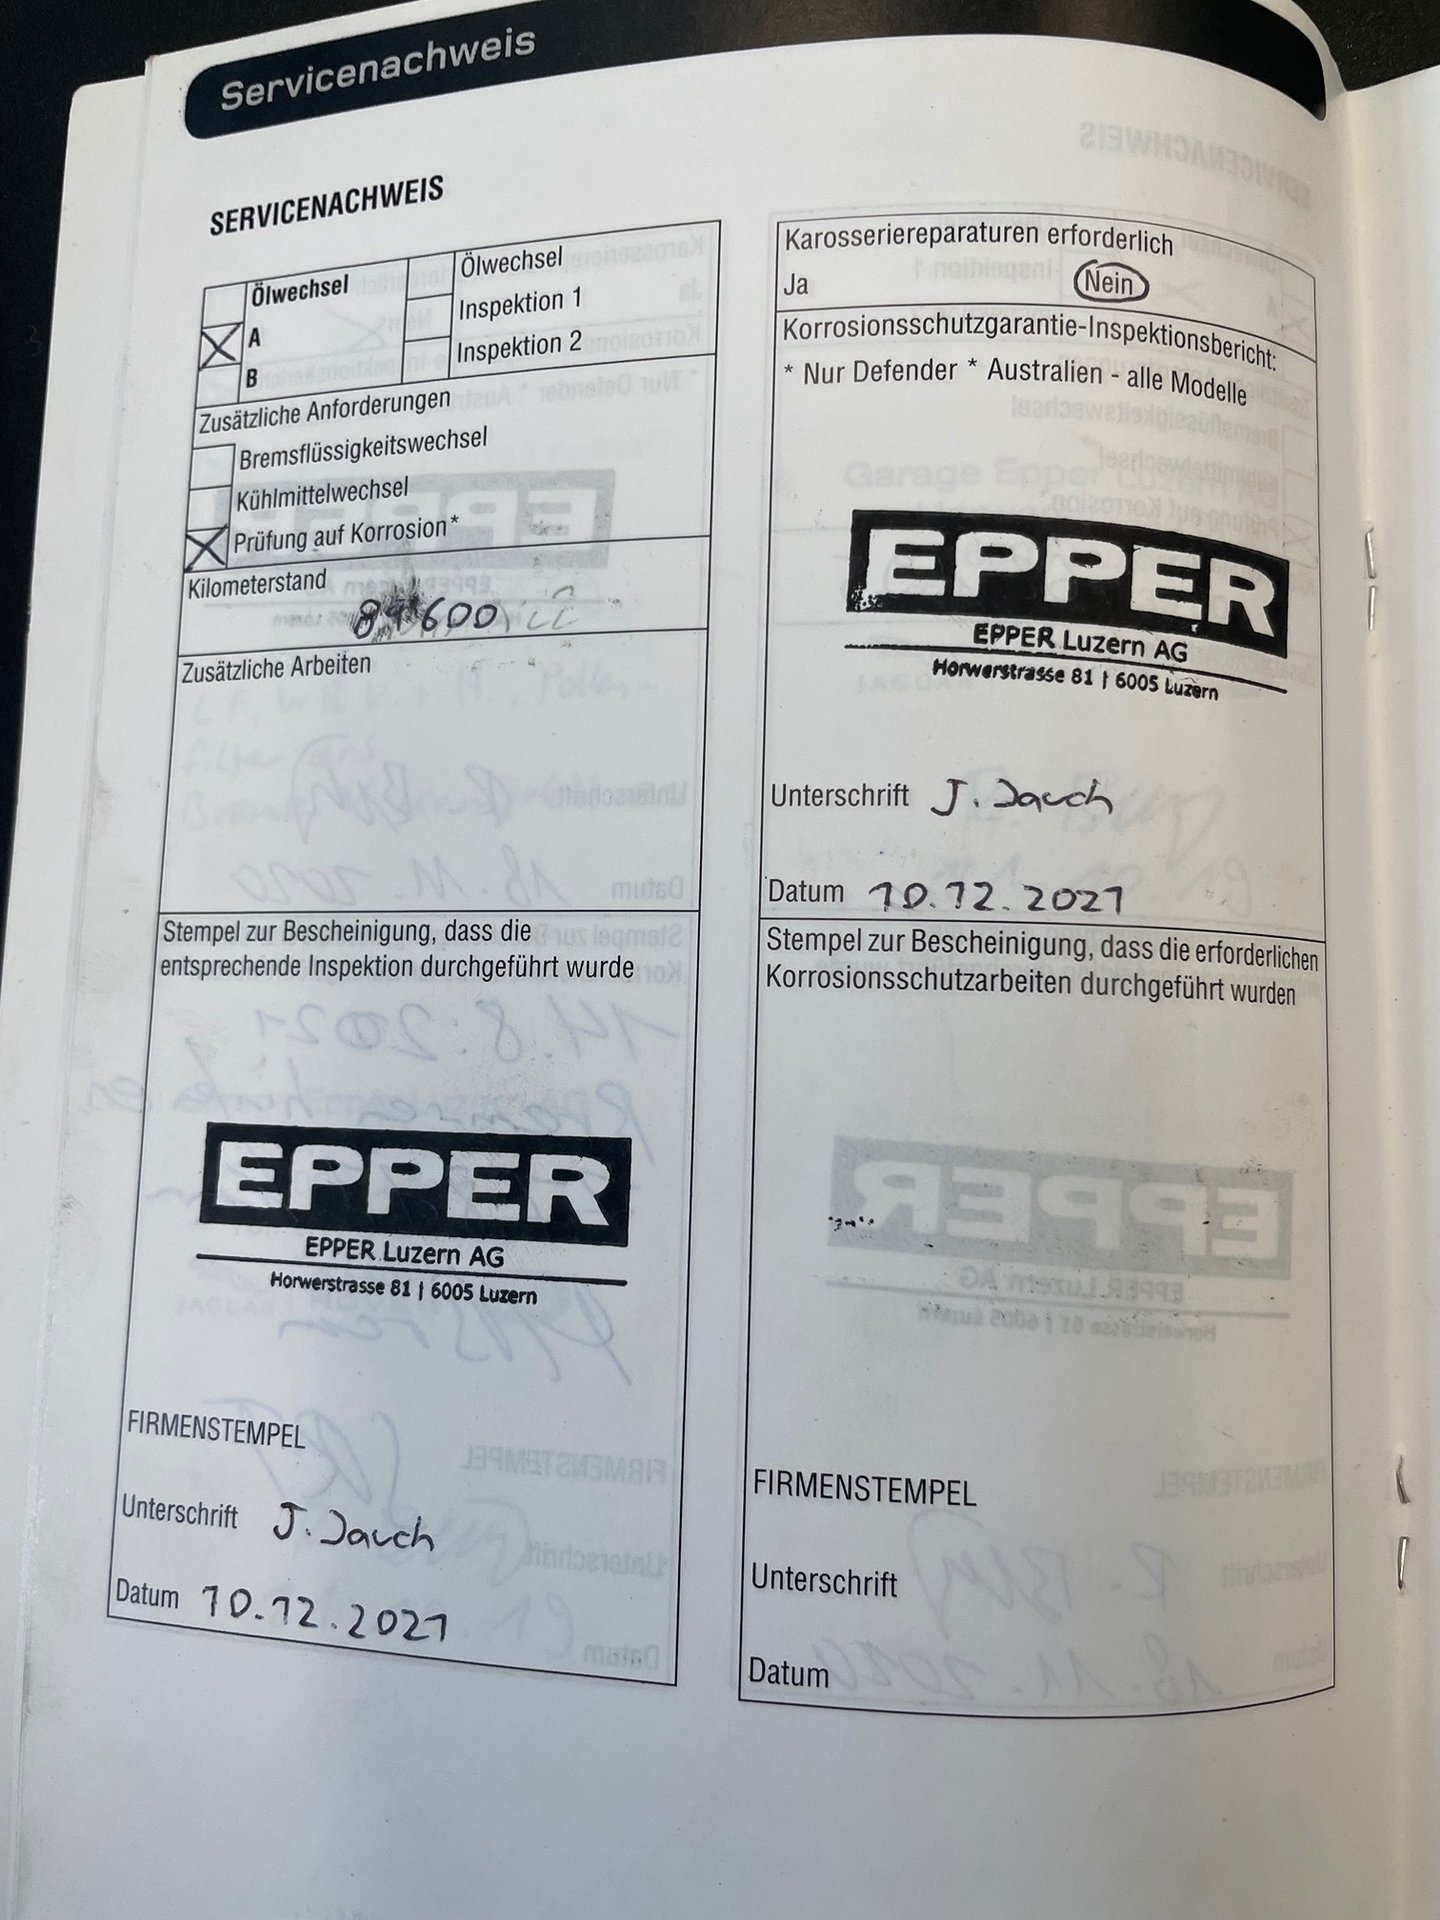 Servicenachweis
SERVICENACHWEIS
Ölwechsel
A
B
Ölwechsel
Inspektion 1
Inspektion 2
Zusätzliche Anforderungen
Bremsflüssigkeitswechsel
Kühlmittelwechsel
Prüfung auf Korrosion*
Kilometerstand
600
Zusätzliche Arbeiten
Stempel zur Bescheinigung, dass die
entsprechende Inspektion durchgeführt wurde
EPPER
EPPER Luzern AG
Horwerstrasse 81 | 6005 Luzern
FIRMENSTEMPEL
Unterschrift J. Jauch
Datum 10.12.2021
Karosseriereparaturen erforderlich
Ja Nein
Korrosionsschutzgarantie-Inspektionsbericht:
* Nur Defender * Australien - alle Modelle
EPPER
EPPER Luzern AG
Horwerstrasse 81 | 6005 Luzern
Unterschrift J. Jauch
Datum 10.12.2021
Stempel zur Bescheinigung, dass die erforderlichen
Korrosionsschutzarbeiten durchgeführt wurden
FIRMENSTEMPEL
Unterschrift
Datum